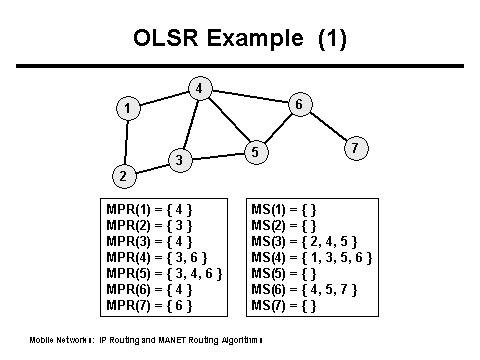 OLSR Example (1)
4
1
6
5
7
3
2
MPR(1) = { 4 }
MPR(2) = { 3 }
MPR(3) = { 4 }
MPR(4) = { 3, 6 }
MPR(5) = { 3, 4, 6 }
MPR(6) = { 4 }
MPR(7) = { 6 }
MS(1) = { }
MS(2) = { }
MS(3) = { 2, 4, 5 }
MS(4) = { 1, 3, 5, 6 }
MS(5) = { }
MS(6) = { 4, 5, 7 }
MS(7) = { }
Mobile Networks: IP Routing and MANET Routing Algorithms